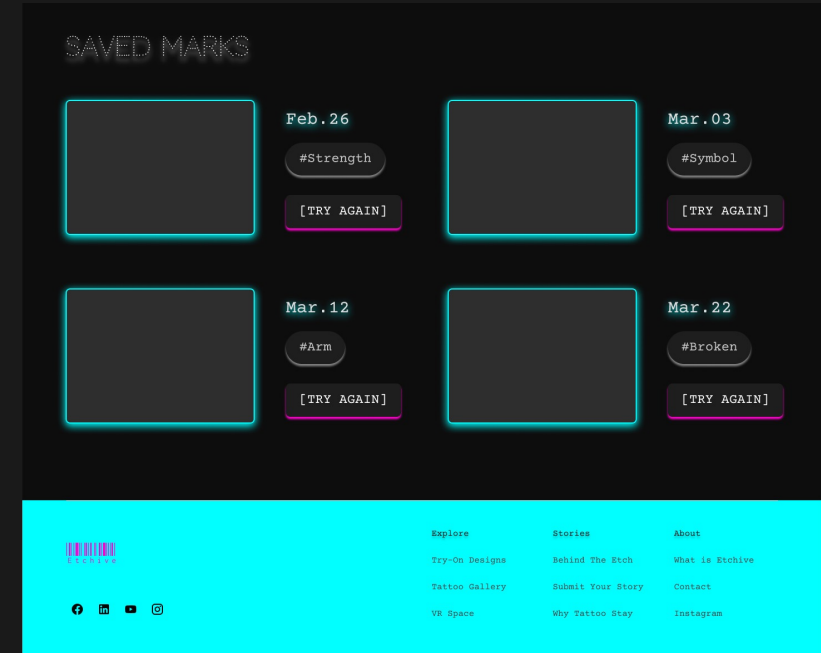 SAVED MARKS
Feb.26
#Strength
[TRY AGAIN]
Mar.03
#Symbol
[TRY AGAIN]
Mar.12
#Arm
[TRY AGAIN]
Mar.22
#Broken
[TRY AGAIN]
Etchive
Explore
Try-On Designs
Tattoo Gallery
VR Space
Stories
Behind The Etch
Submit Your Story
Why Tattoo Stay
About
What is Etchive
Contact
Instagram